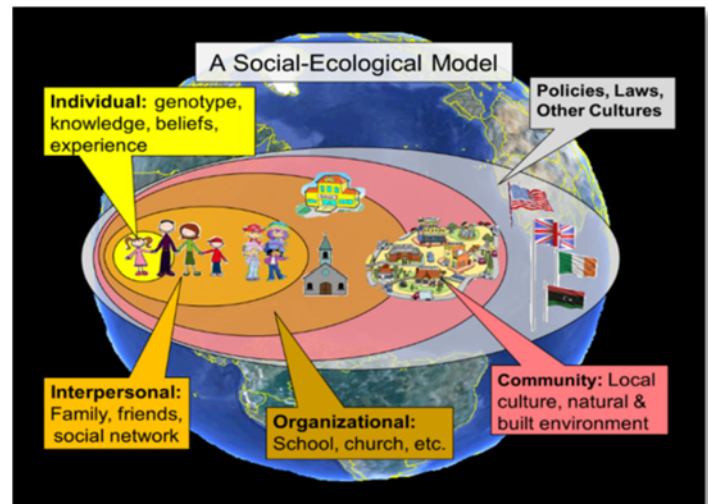 A Social-Ecological Model
Individual: genotype,
knowledge, beliefs,
experience
Policies, Laws,
Other Cultures
Interpersonal:
Family, friends,
social network
Organizational:
School, church, etc.
Community: Local
culture, natural &
built environment